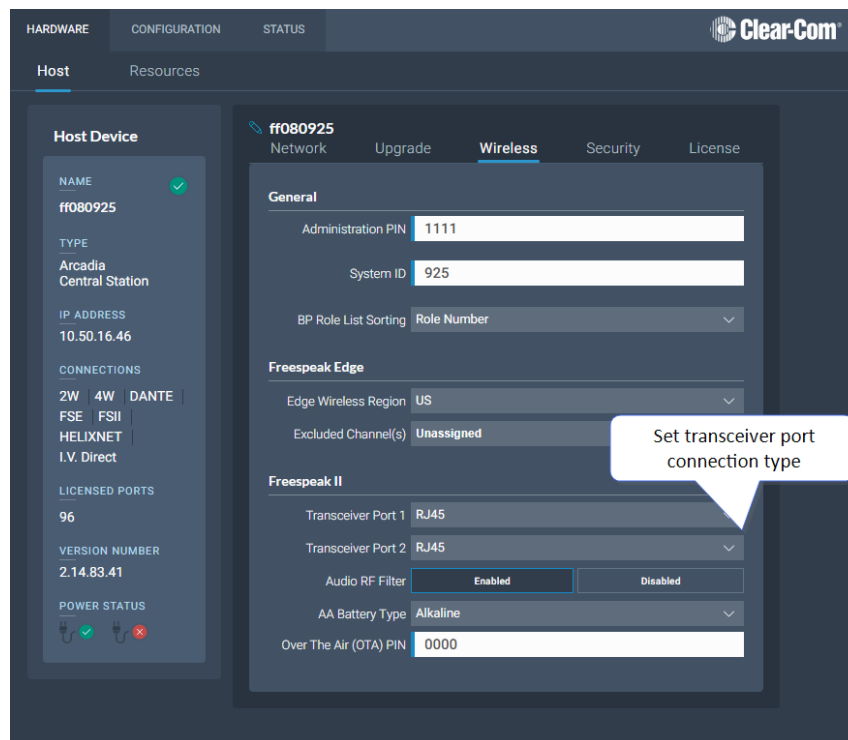 HARDWARE CONFIGURATION STATUS Clear-Com®
Host Resources
Host Device
NAME
ff080925
TYPE
Arcadia
Central Station
IP ADDRESS
10.50.16.46
CONNECTIONS
2W 4W DANTE
FSE FSII
HELIXNET
I.V. Direct
LICENSED PORTS
96
VERSION NUMBER
2.14.83.41
POWER STATUS
ff080925
Network Upgrade Wireless Security License
General
Administration PIN 1111
System ID 925
BP Role List Sorting Role Number
Freespeak Edge
Edge Wireless Region US
Excluded Channel(s) Unassigned
Set transceiver port
connection type
Freespeak II
Transceiver Port 1 RJ45
Transceiver Port 2 RJ45
Audio RF Filter Enabled Disabled
AA Battery Type Alkaline
Over The Air (OTA) PIN 0000